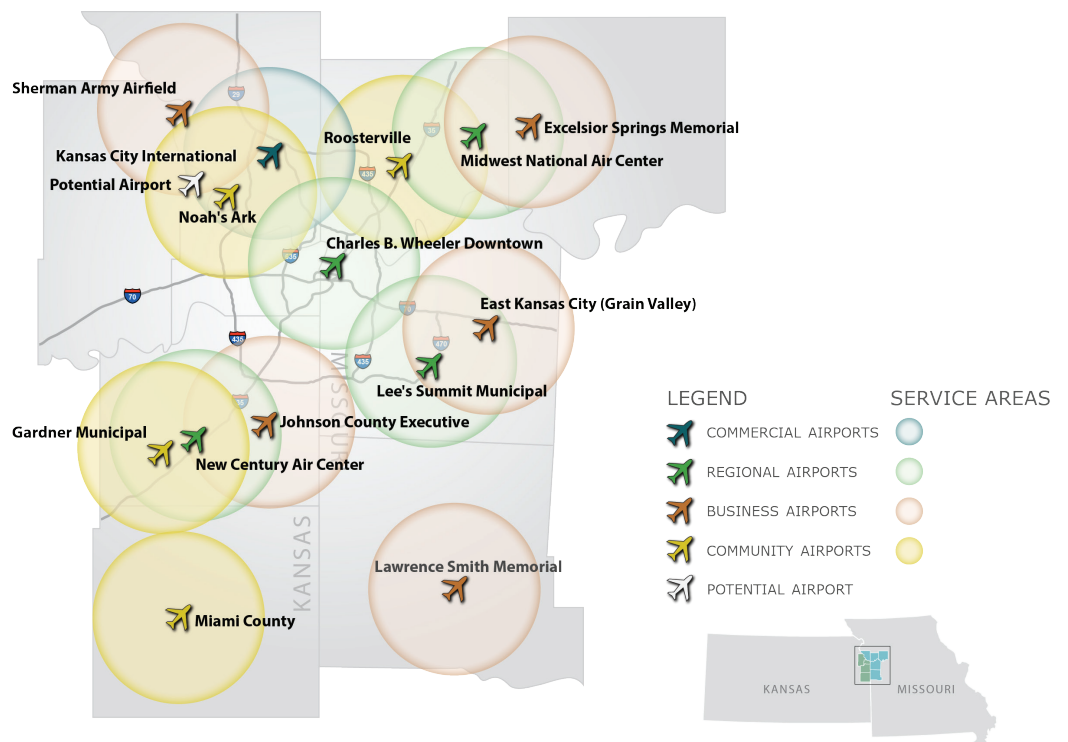 Sherman Army Airfield
29
Kansas City International
Potential Airport
Noah's Ark
Roosterville
435
Excelsior Springs Memorial
Midwest National Air Center
Charles B. Wheeler Downtown
70
435
East Kansas City (Grain Valley)
470
435
Lee's Summit Municipal
MISSOURI
Johnson County Executive
Gardner Municipal
New Century Air Center
KANSAS
Lawrence Smith Memorial
Miami County
LEGEND
SERVICE AREAS
COMMERCIAL AIRPORTS
REGIONAL AIRPORTS
BUSINESS AIRPORTS
COMMUNITY AIRPORTS
POTENTIAL AIRPORT
KANSAS
MISSOURI